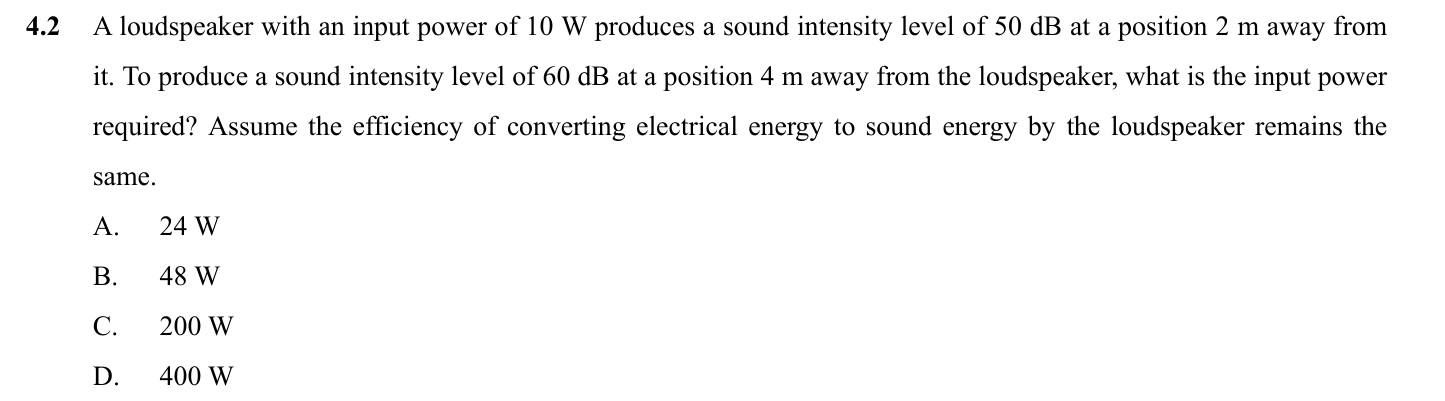 4.2 A loudspeaker with an input power of 10 W produces a sound intensity level of 50 dB at a position 2 m away from
it. To produce a sound intensity level of 60 dB at a position 4 m away from the loudspeaker, what is the input power
required? Assume the efficiency of converting electrical energy to sound energy by the loudspeaker remains the
same.
A. 24 W
B. 48 W
C. 200 W
D. 400 W